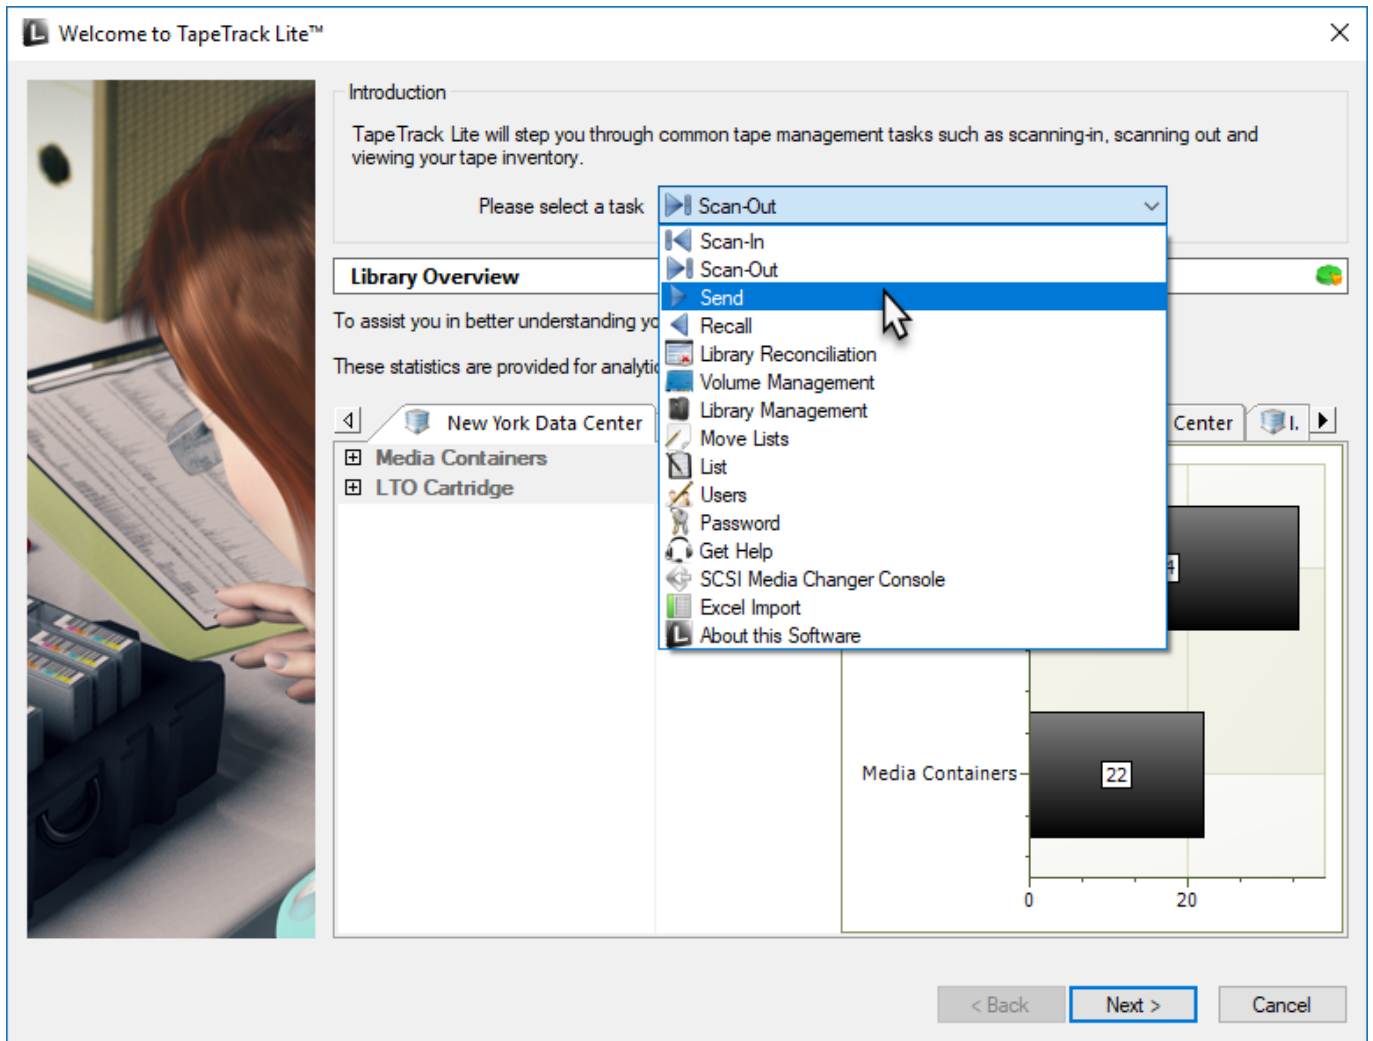 Welcome to TapeTrack Lite™
Introduction
TapeTrack Lite will step you through common tape management tasks such as scanning-in, scanning out and
viewing your tape inventory.
Please select a task
Scan-Out
Scan-In
Scan-Out
Send
Recall
Library Reconciliation
Volume Management
Library Management
Move Lists
List
Users
Password
Get Help
SCSI Media Changer Console
Excel Import
About this Software
Library Overview
To assist you in better understanding
These statistics are provided for
New York Data Center
Center
I.
Media Containers
LTO Cartridge
4
Media Containers
22
0
20
< Back
Next >
Cancel